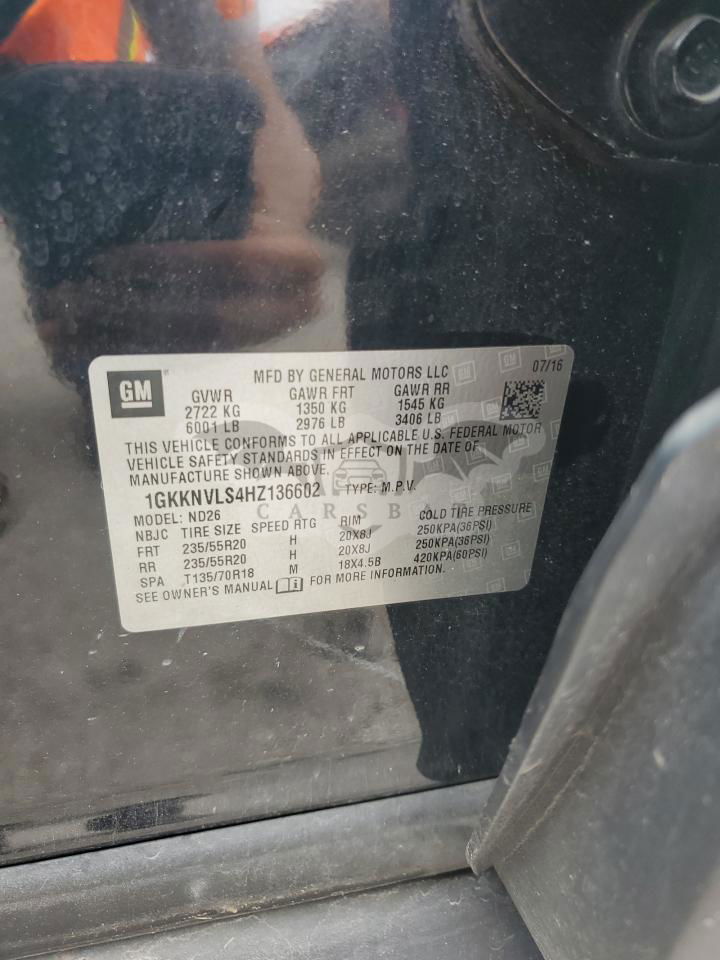 GM
MFD BY GENERAL MOTORS LLC 07/16
GVWR GAWR FRT GAWR RR
2722 KG 1350 KG 1545 KG
6001 LB 2976 LB 3406 LB
THIS VEHICLE CONFORMS TO ALL APPLICABLE U.S. FEDERAL MOTOR
VEHICLE SAFETY STANDARDS IN EFFECT ON THE DATE OF
MANUFACTURE SHOWN ABOVE.
1GKKNVLS4HZ136602 TYPE: M.P.V.
MODEL: ND26
NBJC TIRE SIZE SPEED RTG RIM COLD TIRE PRESSURE
FRT 235/55R20 H 20X8J 250KPA(36PSI)
RR 235/55R20 H 20X8J 250KPA(36PSI)
SPA T135/70R18 M 18X4.5B 420KPA(60PSI)
SEE OWNER'S MANUAL FOR MORE INFORMATION.
CARSBA